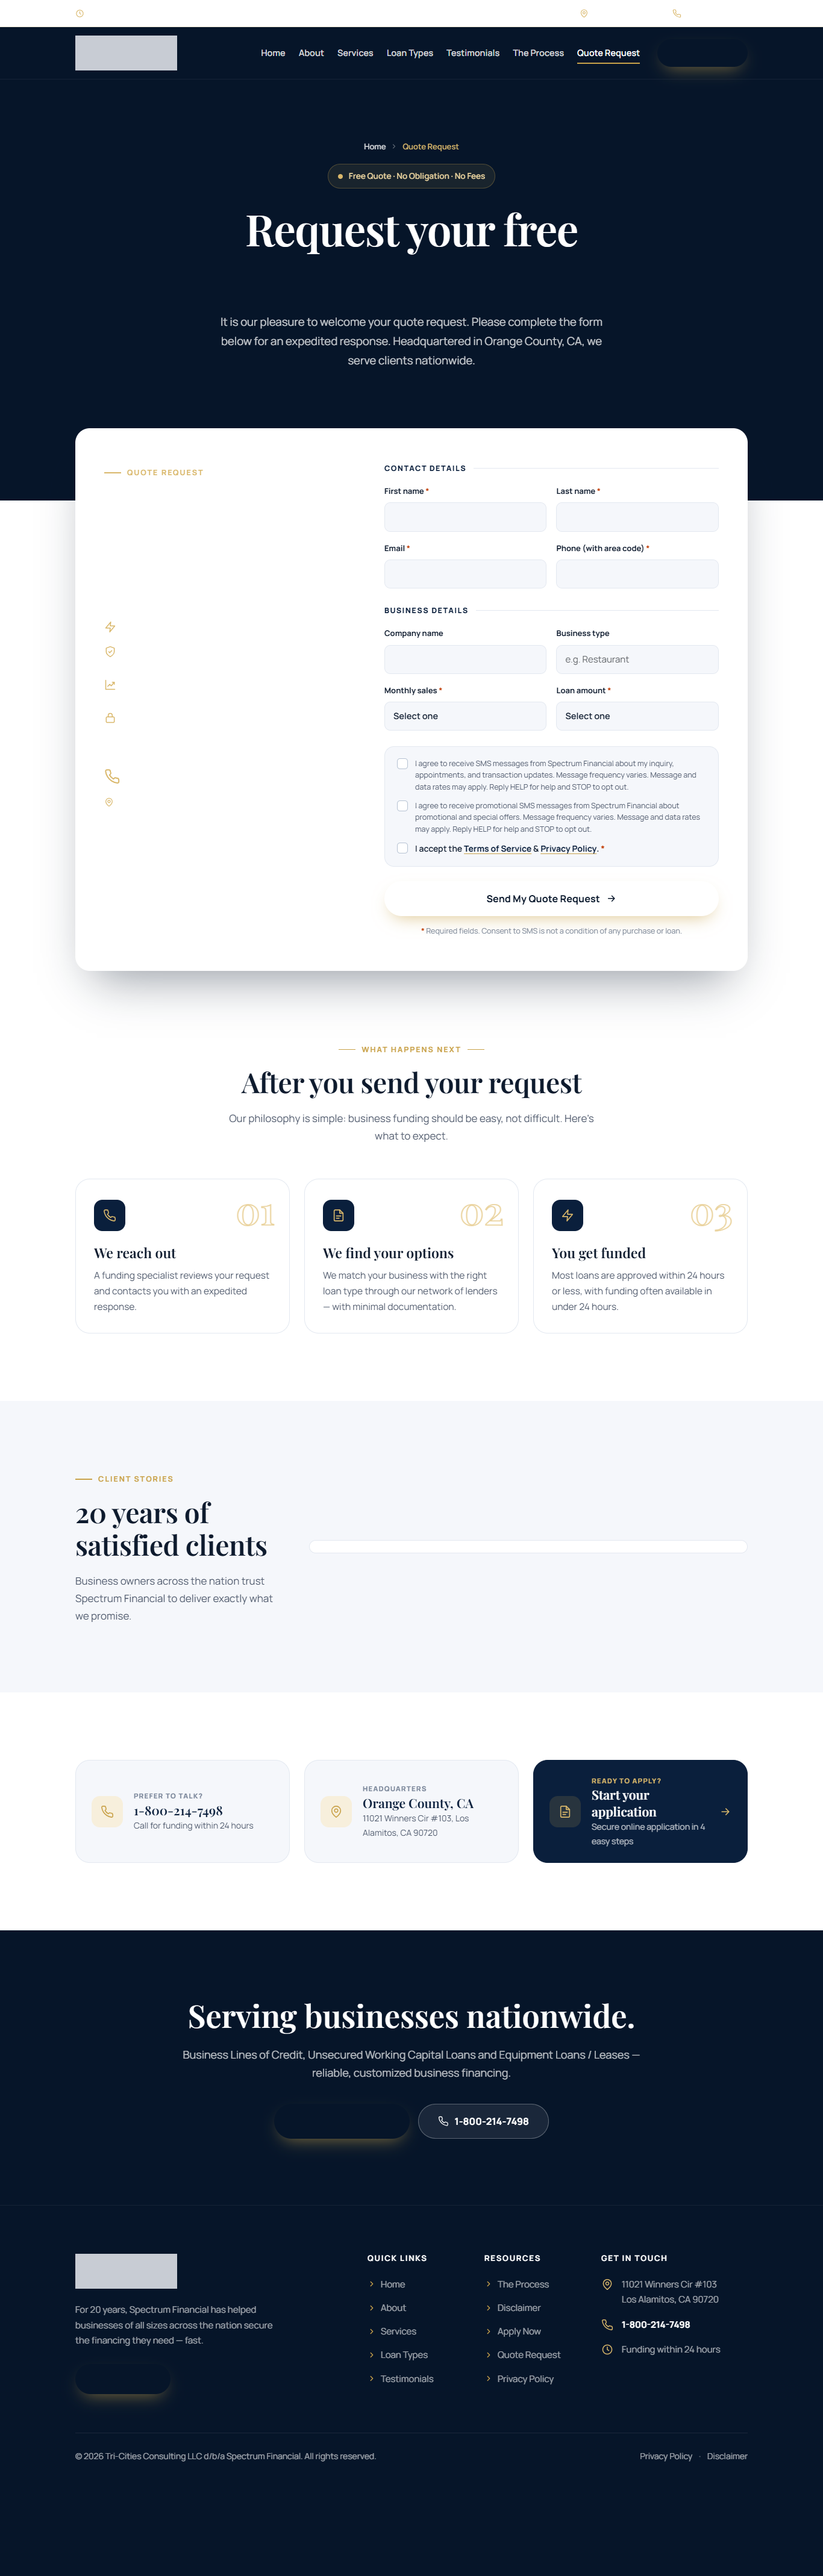 Home About Services Loan Types Testimonials The Process Quote Request
Home > Quote Request
Free Quote · No Obligation · No Fees
Request your free
It is our pleasure to welcome your quote request. Please complete the form
below for an expedited response. Headquartered in Orange County, CA, we
serve clients nationwide.
QUOTE REQUEST
CONTACT DETAILS
First name * Last name *
Email * Phone (with area code) *
BUSINESS DETAILS
Company name Business type
e.g. Restaurant
Monthly sales * Loan amount *
Select one Select one
I agree to receive SMS messages from Spectrum Financial about my inquiry,
appointments, and transaction updates. Message frequency varies. Message and
data rates may apply. Reply HELP for help and STOP to opt out.
I agree to receive promotional SMS messages from Spectrum Financial about
promotional and special offers. Message frequency varies. Message and data rates
may apply. Reply HELP for help and STOP to opt out.
I accept the Terms of Service & Privacy Policy. *
Send My Quote Request →
* Required fields. Consent to SMS is not a condition of any purchase or loan.
WHAT HAPPENS NEXT
After you send your request
Our philosophy is simple: business funding should be easy, not difficult. Here's
what to expect.
01
We reach out
A funding specialist reviews your request
and contacts you with an expedited
response.
02
We find your options
We match your business with the right
loan type through our network of lenders
— with minimal documentation.
03
You get funded
Most loans are approved within 24 hours
or less, with funding often available in
under 24 hours.
CLIENT STORIES
20 years of
satisfied clients
Business owners across the nation trust
Spectrum Financial to deliver exactly what
we promise.
PREFER TO TALK?
1-800-214-7498
Call for funding within 24 hours
HEADQUARTERS
Orange County, CA
11021 Winners Cir #103, Los
Alamitos, CA 90720
READY TO APPLY?
Start your
application
Secure online application in 4
easy steps
Serving businesses nationwide.
Business Lines of Credit, Unsecured Working Capital Loans and Equipment Loans / Leases —
reliable, customized business financing.
1-800-214-7498
For 20 years, Spectrum Financial has helped
businesses of all sizes across the nation secure
the financing they need — fast.
QUICK LINKS
Home
About
Services
Loan Types
Testimonials
RESOURCES
The Process
Disclaimer
Apply Now
Quote Request
Privacy Policy
GET IN TOUCH
11021 Winners Cir #103
Los Alamitos, CA 90720
1-800-214-7498
Funding within 24 hours
© 2026 Tri-Cities Consulting LLC d/b/a Spectrum Financial. All rights reserved.
Privacy Policy · Disclaimer